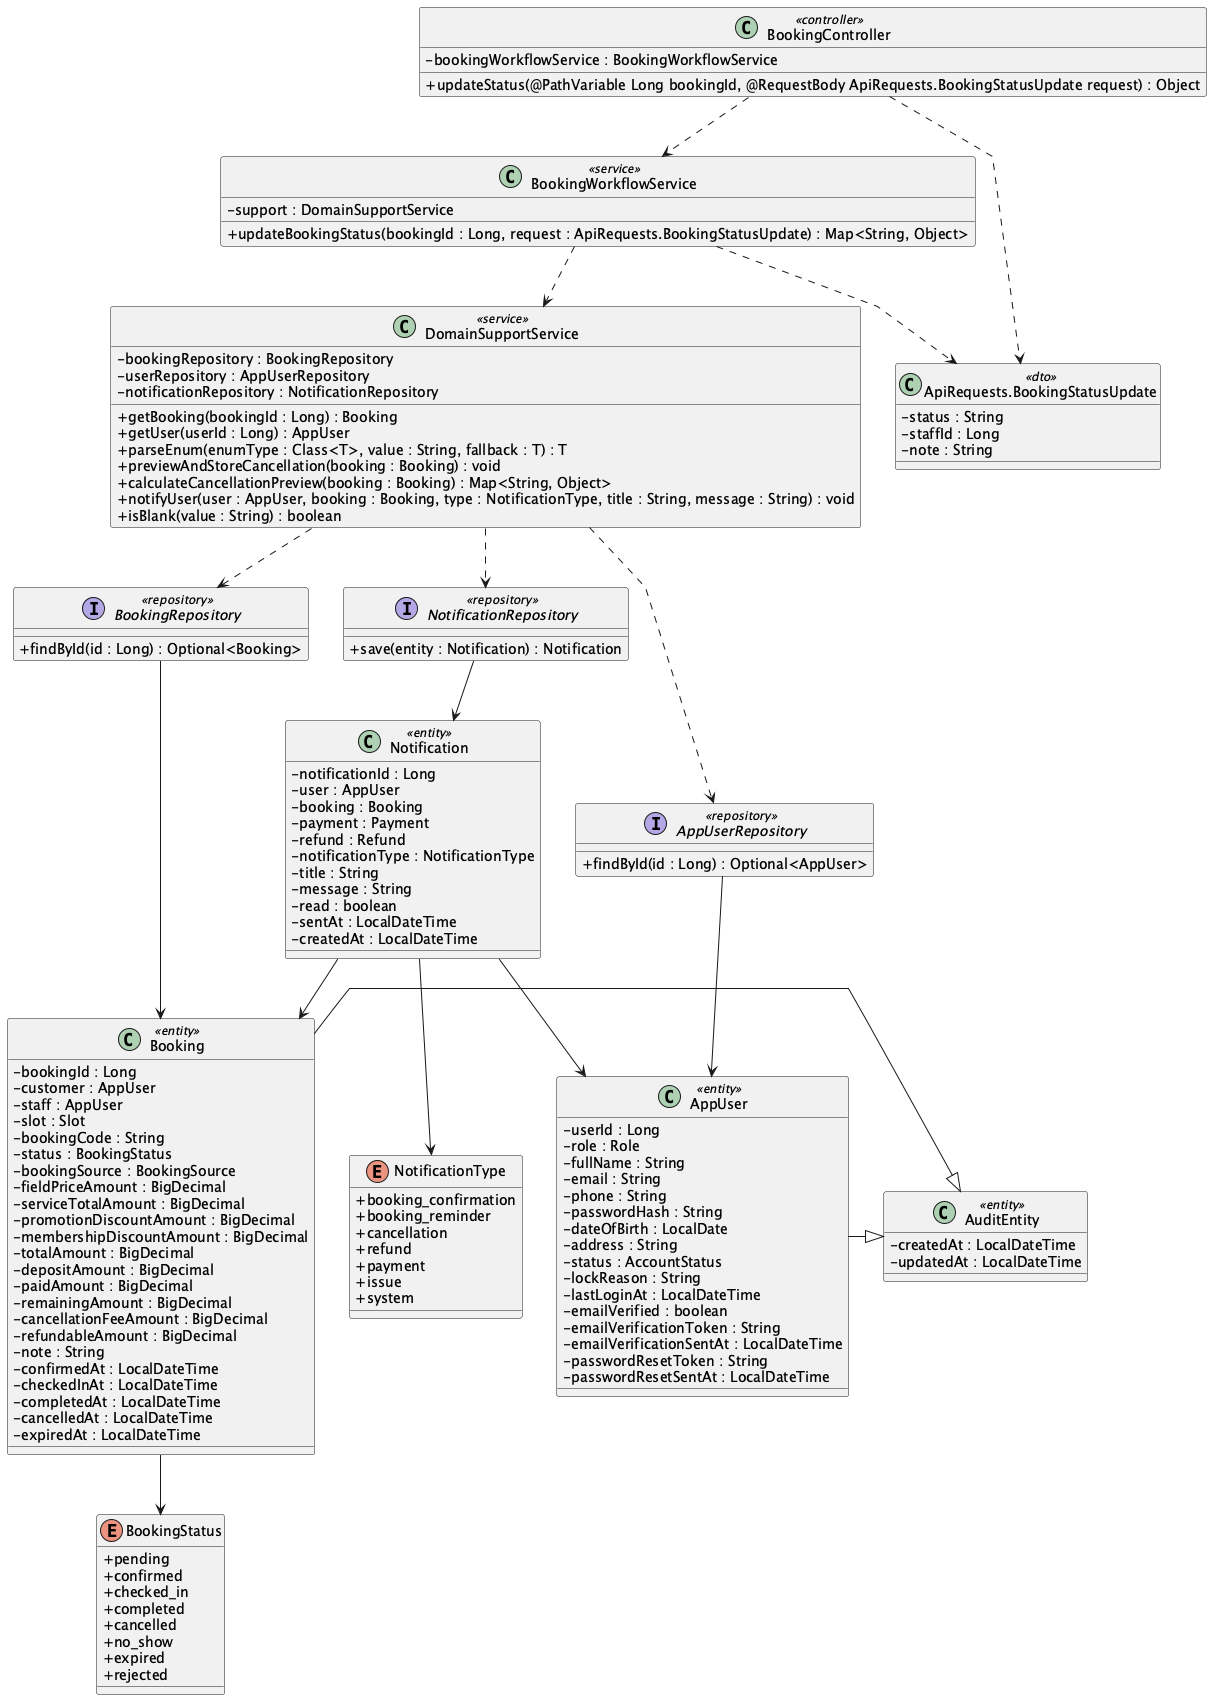 C
«controller»
BookingController
-bookingWorkflowService : BookingWorkflowService
+updateStatus(@PathVariable Long bookingId, @RequestBody ApiRequests.BookingStatusUpdate request) : Object
C
«service»
BookingWorkflowService
-support : DomainSupportService
+updateBookingStatus(bookingId : Long, request : ApiRequests.BookingStatusUpdate) : Map<String, Object>
C
«service»
DomainSupportService
-bookingRepository : BookingRepository
-userRepository : AppUserRepository
-notificationRepository : NotificationRepository
+getBooking(bookingId : Long) : Booking
+getUser(userId : Long) : AppUser
+parseEnum(enumType : Class<T>, value : String, fallback : T) : T
+previewAndStoreCancellation(booking : Booking) : void
+calculateCancellationPreview(booking : Booking) : Map<String, Object>
+notifyUser(user : AppUser, booking : Booking, type : NotificationType, title : String, message : String) : void
+isBlank(value : String) : boolean
C
«dto»
ApiRequests.BookingStatusUpdate
-status : String
-staffId : Long
-note : String
I
«repository»
BookingRepository
+findById(id : Long) : Optional<Booking>
I
«repository»
NotificationRepository
+save(entity : Notification) : Notification
C
«entity»
Notification
-notificationId : Long
-user : AppUser
-booking : Booking
-payment : Payment
-refund : Refund
-notificationType : NotificationType
-title : String
-message : String
-read : boolean
-sentAt : LocalDateTime
-createdAt : LocalDateTime
I
«repository»
AppUserRepository
+findById(id : Long) : Optional<AppUser>
C
«entity»
Booking
-bookingId : Long
-customer : AppUser
-staff : AppUser
-slot : Slot
-bookingCode : String
-status : BookingStatus
-bookingSource : BookingSource
-fieldPriceAmount : BigDecimal
-serviceTotalAmount : BigDecimal
-promotionDiscountAmount : BigDecimal
-membershipDiscountAmount : BigDecimal
-totalAmount : BigDecimal
-depositAmount : BigDecimal
-paidAmount : BigDecimal
-remainingAmount : BigDecimal
-cancellationFeeAmount : BigDecimal
-refundableAmount : BigDecimal
-note : String
-confirmedAt : LocalDateTime
-checkedInAt : LocalDateTime
-completedAt : LocalDateTime
-cancelledAt : LocalDateTime
-expiredAt : LocalDateTime
E
NotificationType
+booking_confirmation
+booking_reminder
+cancellation
+refund
+payment
+issue
+system
C
«entity»
AppUser
-userId : Long
-role : Role
-fullName : String
-email : String
-phone : String
-passwordHash : String
-dateOfBirth : LocalDate
-address : String
-status : AccountStatus
-lockReason : String
-lastLoginAt : LocalDateTime
-emailVerified : boolean
-emailVerificationToken : String
-emailVerificationSentAt : LocalDateTime
-passwordResetToken : String
-passwordResetSentAt : LocalDateTime
C
«entity»
AuditEntity
-createdAt : LocalDateTime
-updatedAt : LocalDateTime
E
BookingStatus
+pending
+confirmed
+checked_in
+completed
+cancelled
+no_show
+expired
+rejected